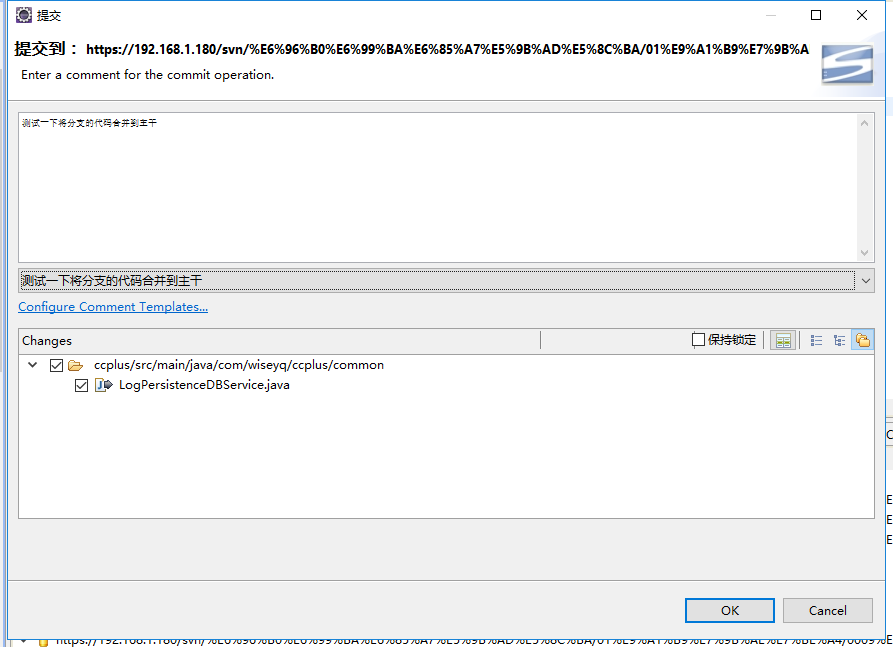 提交
提交到： https://192.168.1.180/svn/%E6%96%B0%E6%99%BA%E6%85%A7%E5%9B%AD%E5%8C%BA/01%E9%A1%B9%E7%9B%A
Enter a comment for the commit operation.
测试一下将分支的代码合并到主干
测试一下将分支的代码合并到主干
Configure Comment Templates...
Changes 保持锁定
ccplus/src/main/java/com/wiseyq/ccplus/common
LogPersistenceDBService.java
OK Cancel